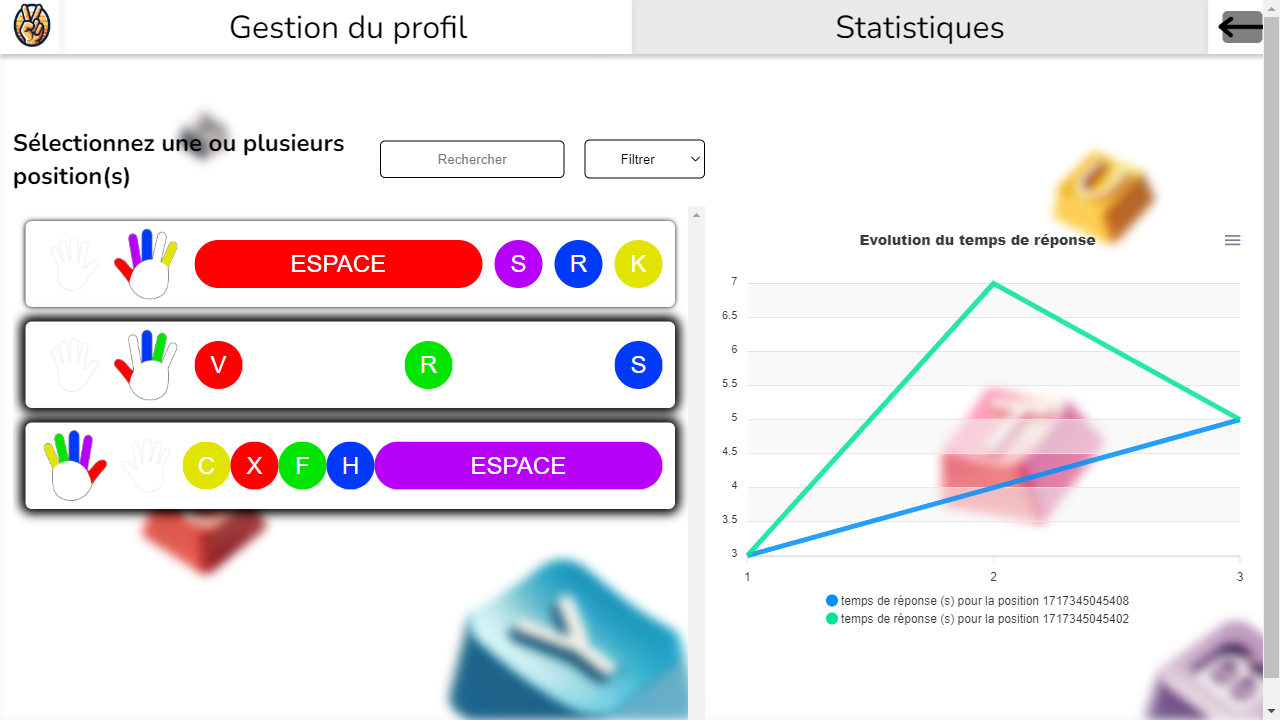 Gestion du profil
Statistiques
Sélectionnez une ou plusieurs
position(s)
Rechercher
Filtrer
ESPACE S R K
V R S
C X F H ESPACE
Evolution du temps de réponse
7
6.5
6
5.5
5
4.5
4
3.5
3
1 2 3
temps de réponse (s) pour la position 1717345045408
temps de réponse (s) pour la position 1717345045402
Y